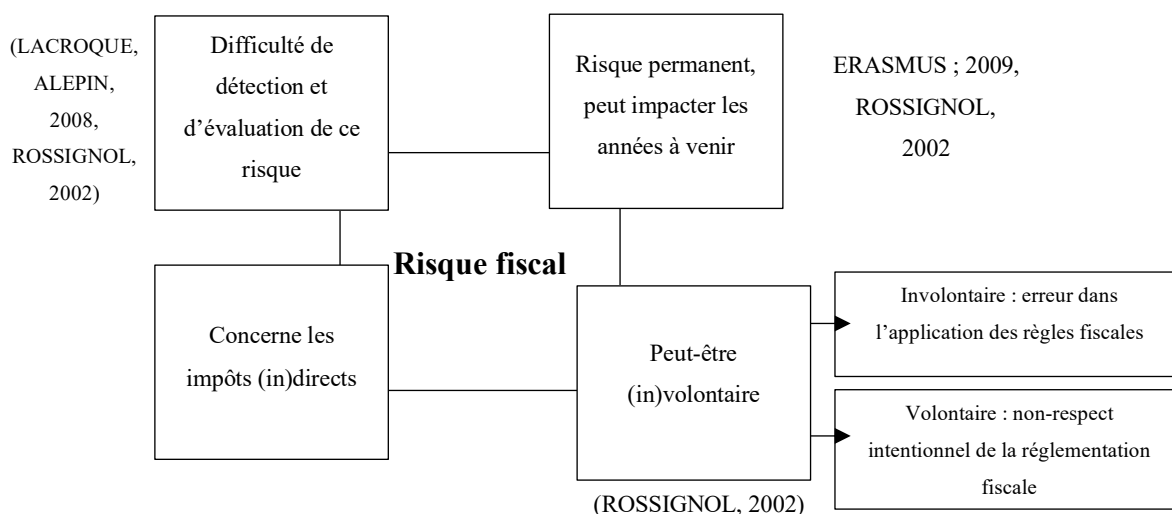 (LACROQUE,
ALEPIN,
2008,
ROSSIGNOL,
2002)
Difficulté de
détection et
d’évaluation de ce
risque
Risque permanent,
peut impacter les
années à venir
ERASMUS ; 2009,
ROSSIGNOL,
2002
Risque fiscal
Concerne les
impôts (in)directs
Peut-être
(in)volontaire
Involontaire : erreur dans
l’application des règles fiscales
Volontaire : non-respect
intentionnel de la réglementation
fiscale
(ROSSIGNOL, 2002)